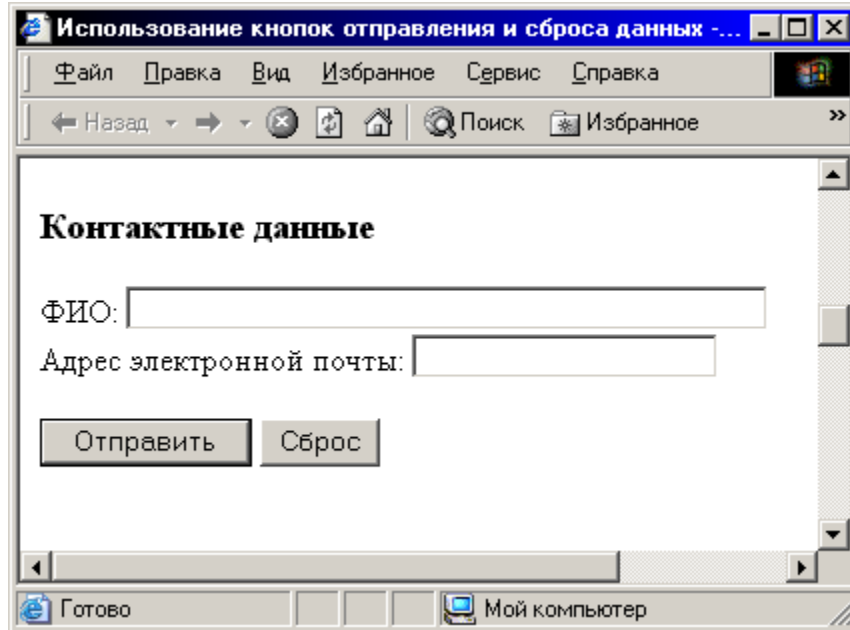 Использование кнопок отправления и сброса данных -...
Файл Правка Вид Избранное Сервис Справка
Назад Поиск Избранное »
Контактные данные
ФИО:
Адрес электронной почты:
Отправить Сброс
Готово Мой компьютер